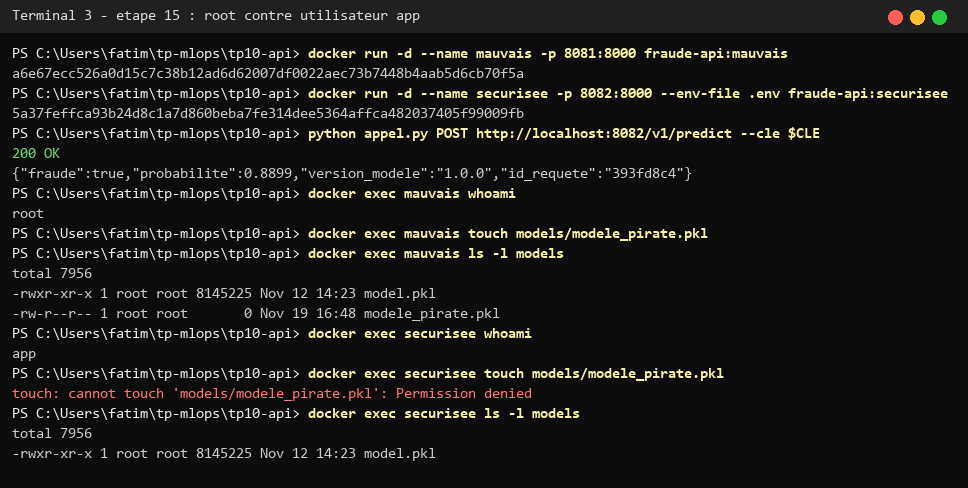 Terminal 3 - etape 15 : root contre utilisateur app
PS C:\Users\fatim\tp-mlops\tp10-api> docker run -d --name mauvais -p 8081:8000 fraude-api:mauvais
a6e67ecc526a0d15c7c38b12ad6d62007df0022aec73b7448b4aab5d6cb70f5a
PS C:\Users\fatim\tp-mlops\tp10-api> docker run -d --name securisee -p 8082:8000 --env-file .env fraude-api:securisee
5a37feffca93b24d8c1a7d860beba7fe314dee5364affca482037405f99009fb
PS C:\Users\fatim\tp-mlops\tp10-api> python appel.py POST http://localhost:8082/v1/predict --cle $CLE
200 OK
{"fraude":true,"probabilite":0.8899,"version_modele":"1.0.0","id_requete":"393fd8c4"}
PS C:\Users\fatim\tp-mlops\tp10-api> docker exec mauvais whoami
root
PS C:\Users\fatim\tp-mlops\tp10-api> docker exec mauvais touch models/modele_pirate.pkl
PS C:\Users\fatim\tp-mlops\tp10-api> docker exec mauvais ls -l models
total 7956
-rwxr-xr-x 1 root root 8145225 Nov 12 14:23 model.pkl
-rw-r--r-- 1 root root       0 Nov 19 16:48 modele_pirate.pkl
PS C:\Users\fatim\tp-mlops\tp10-api> docker exec securisee whoami
app
PS C:\Users\fatim\tp-mlops\tp10-api> docker exec securisee touch models/modele_pirate.pkl
touch: cannot touch 'models/modele_pirate.pkl': Permission denied
PS C:\Users\fatim\tp-mlops\tp10-api> docker exec securisee ls -l models
total 7956
-rwxr-xr-x 1 root root 8145225 Nov 12 14:23 model.pkl